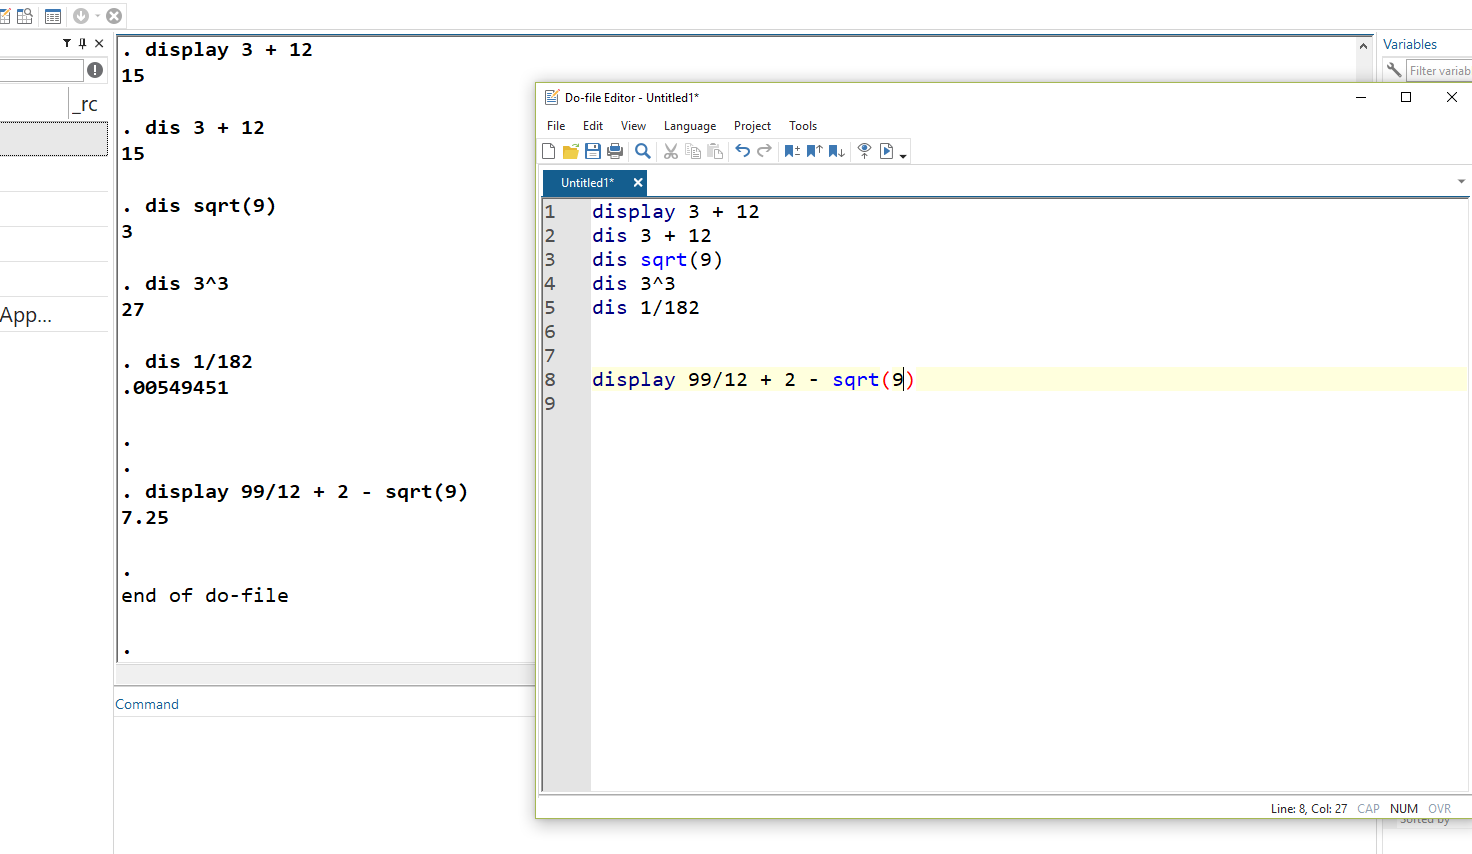 _rc
App...
. display 3 + 12
15
. dis 3 + 12
15
. dis sqrt(9)
3
. dis 3^3
27
. dis 1/182
.00549451
.
.
. display 99/12 + 2 - sqrt(9)
7.25
.
end of do-file
.
Command
Variables
Filter variab
Do-file Editor - Untitled1*
File Edit View Language Project Tools
Untitled1*
1 display 3 + 12
2 dis 3 + 12
3 dis sqrt(9)
4 dis 3^3
5 dis 1/182
6
7
8 display 99/12 + 2 - sqrt(9)
9
Line: 8, Col: 27 CAP NUM OVR
Sorted by